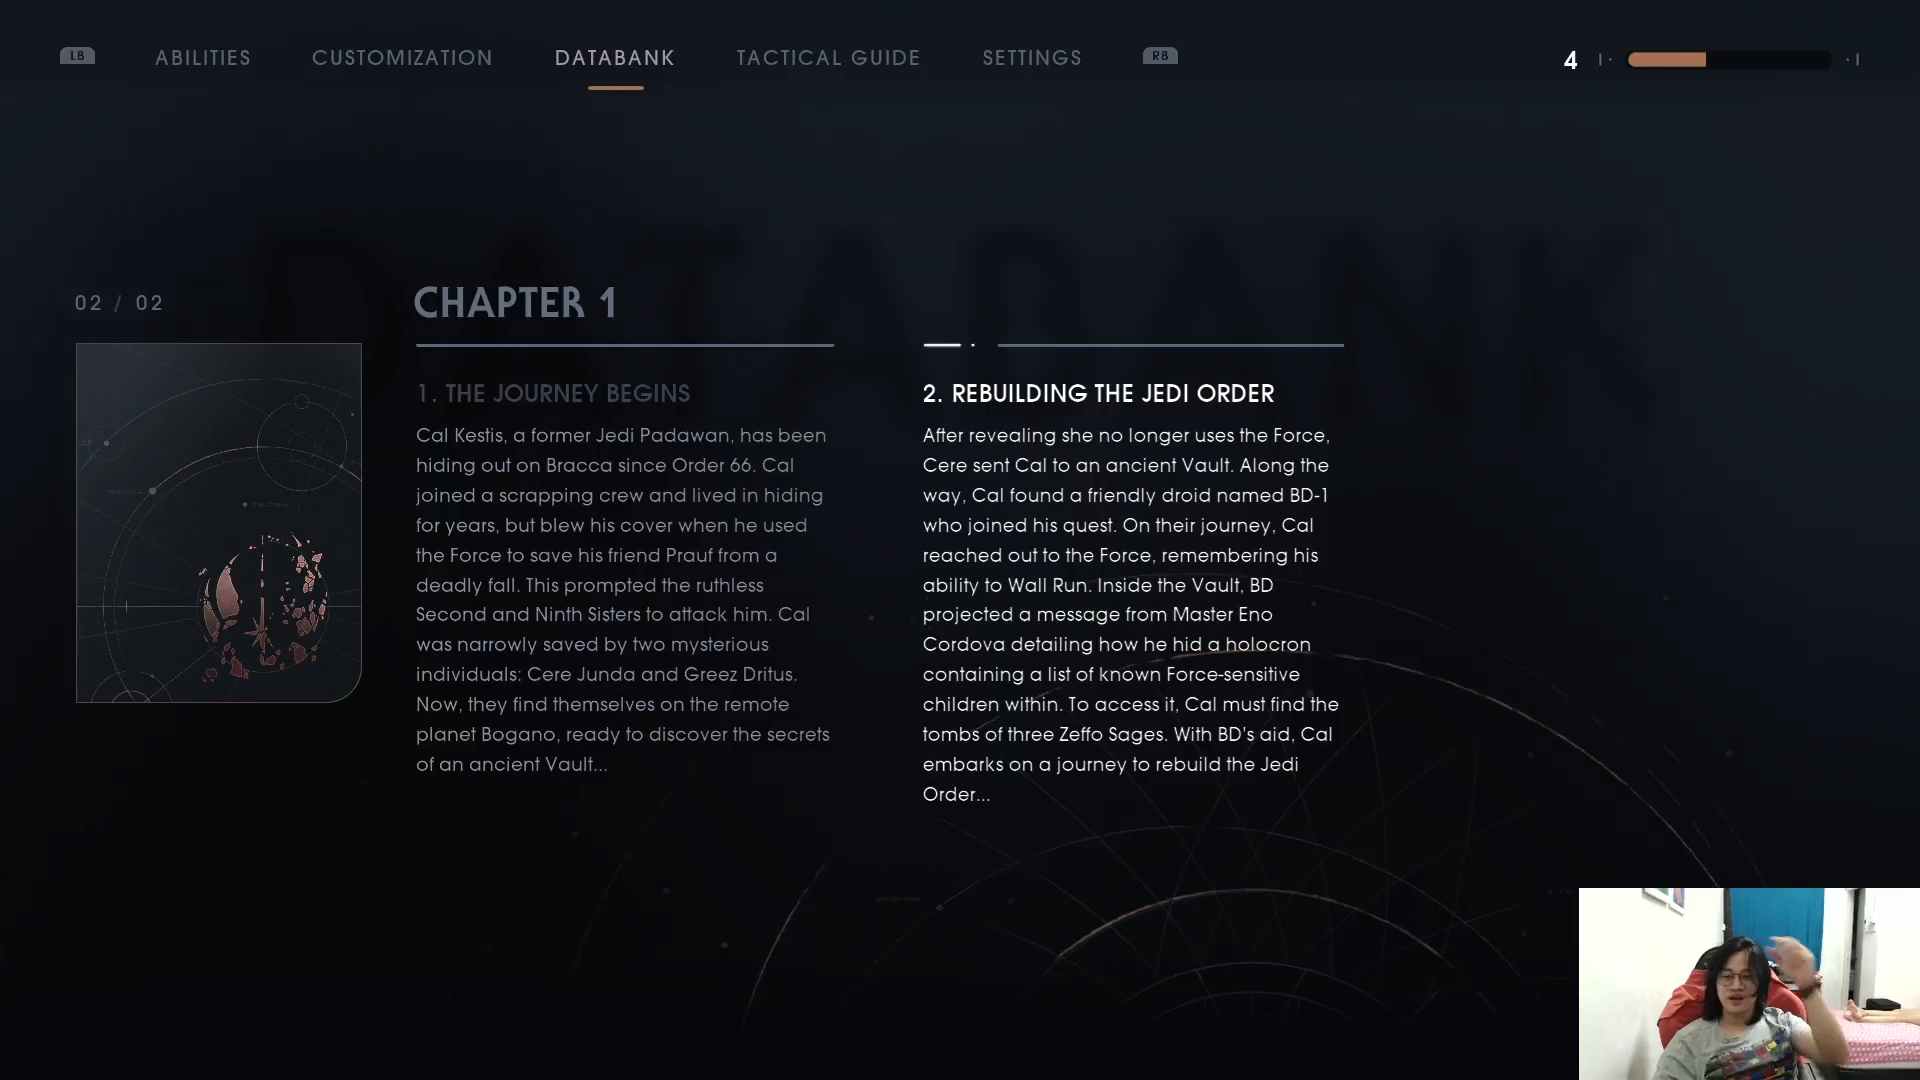 LB ABILITIES CUSTOMIZATION DATABANK TACTICAL GUIDE SETTINGS RB 4
DATABANK
02 / 02
CHAPTER 1
1. THE JOURNEY BEGINS
Cal Kestis, a former Jedi Padawan, has been
hiding out on Bracca since Order 66. Cal
joined a scrapping crew and lived in hiding
for years, but blew his cover when he used
the Force to save his friend Prauf from a
deadly fall. This prompted the ruthless
Second and Ninth Sisters to attack him. Cal
was narrowly saved by two mysterious
individuals: Cere Junda and Greez Dritus.
Now, they find themselves on the remote
planet Bogano, ready to discover the secrets
of an ancient Vault...
2. REBUILDING THE JEDI ORDER
After revealing she no longer uses the Force,
Cere sent Cal to an ancient Vault. Along the
way, Cal found a friendly droid named BD-1
who joined his quest. On their journey, Cal
reached out to the Force, remembering his
ability to Wall Run. Inside the Vault, BD
projected a message from Master Eno
Cordova detailing how he hid a holocron
containing a list of known Force-sensitive
children within. To access it, Cal must find the
tombs of three Zeffo Sages. With BD's aid, Cal
embarks on a journey to rebuild the Jedi
Order...